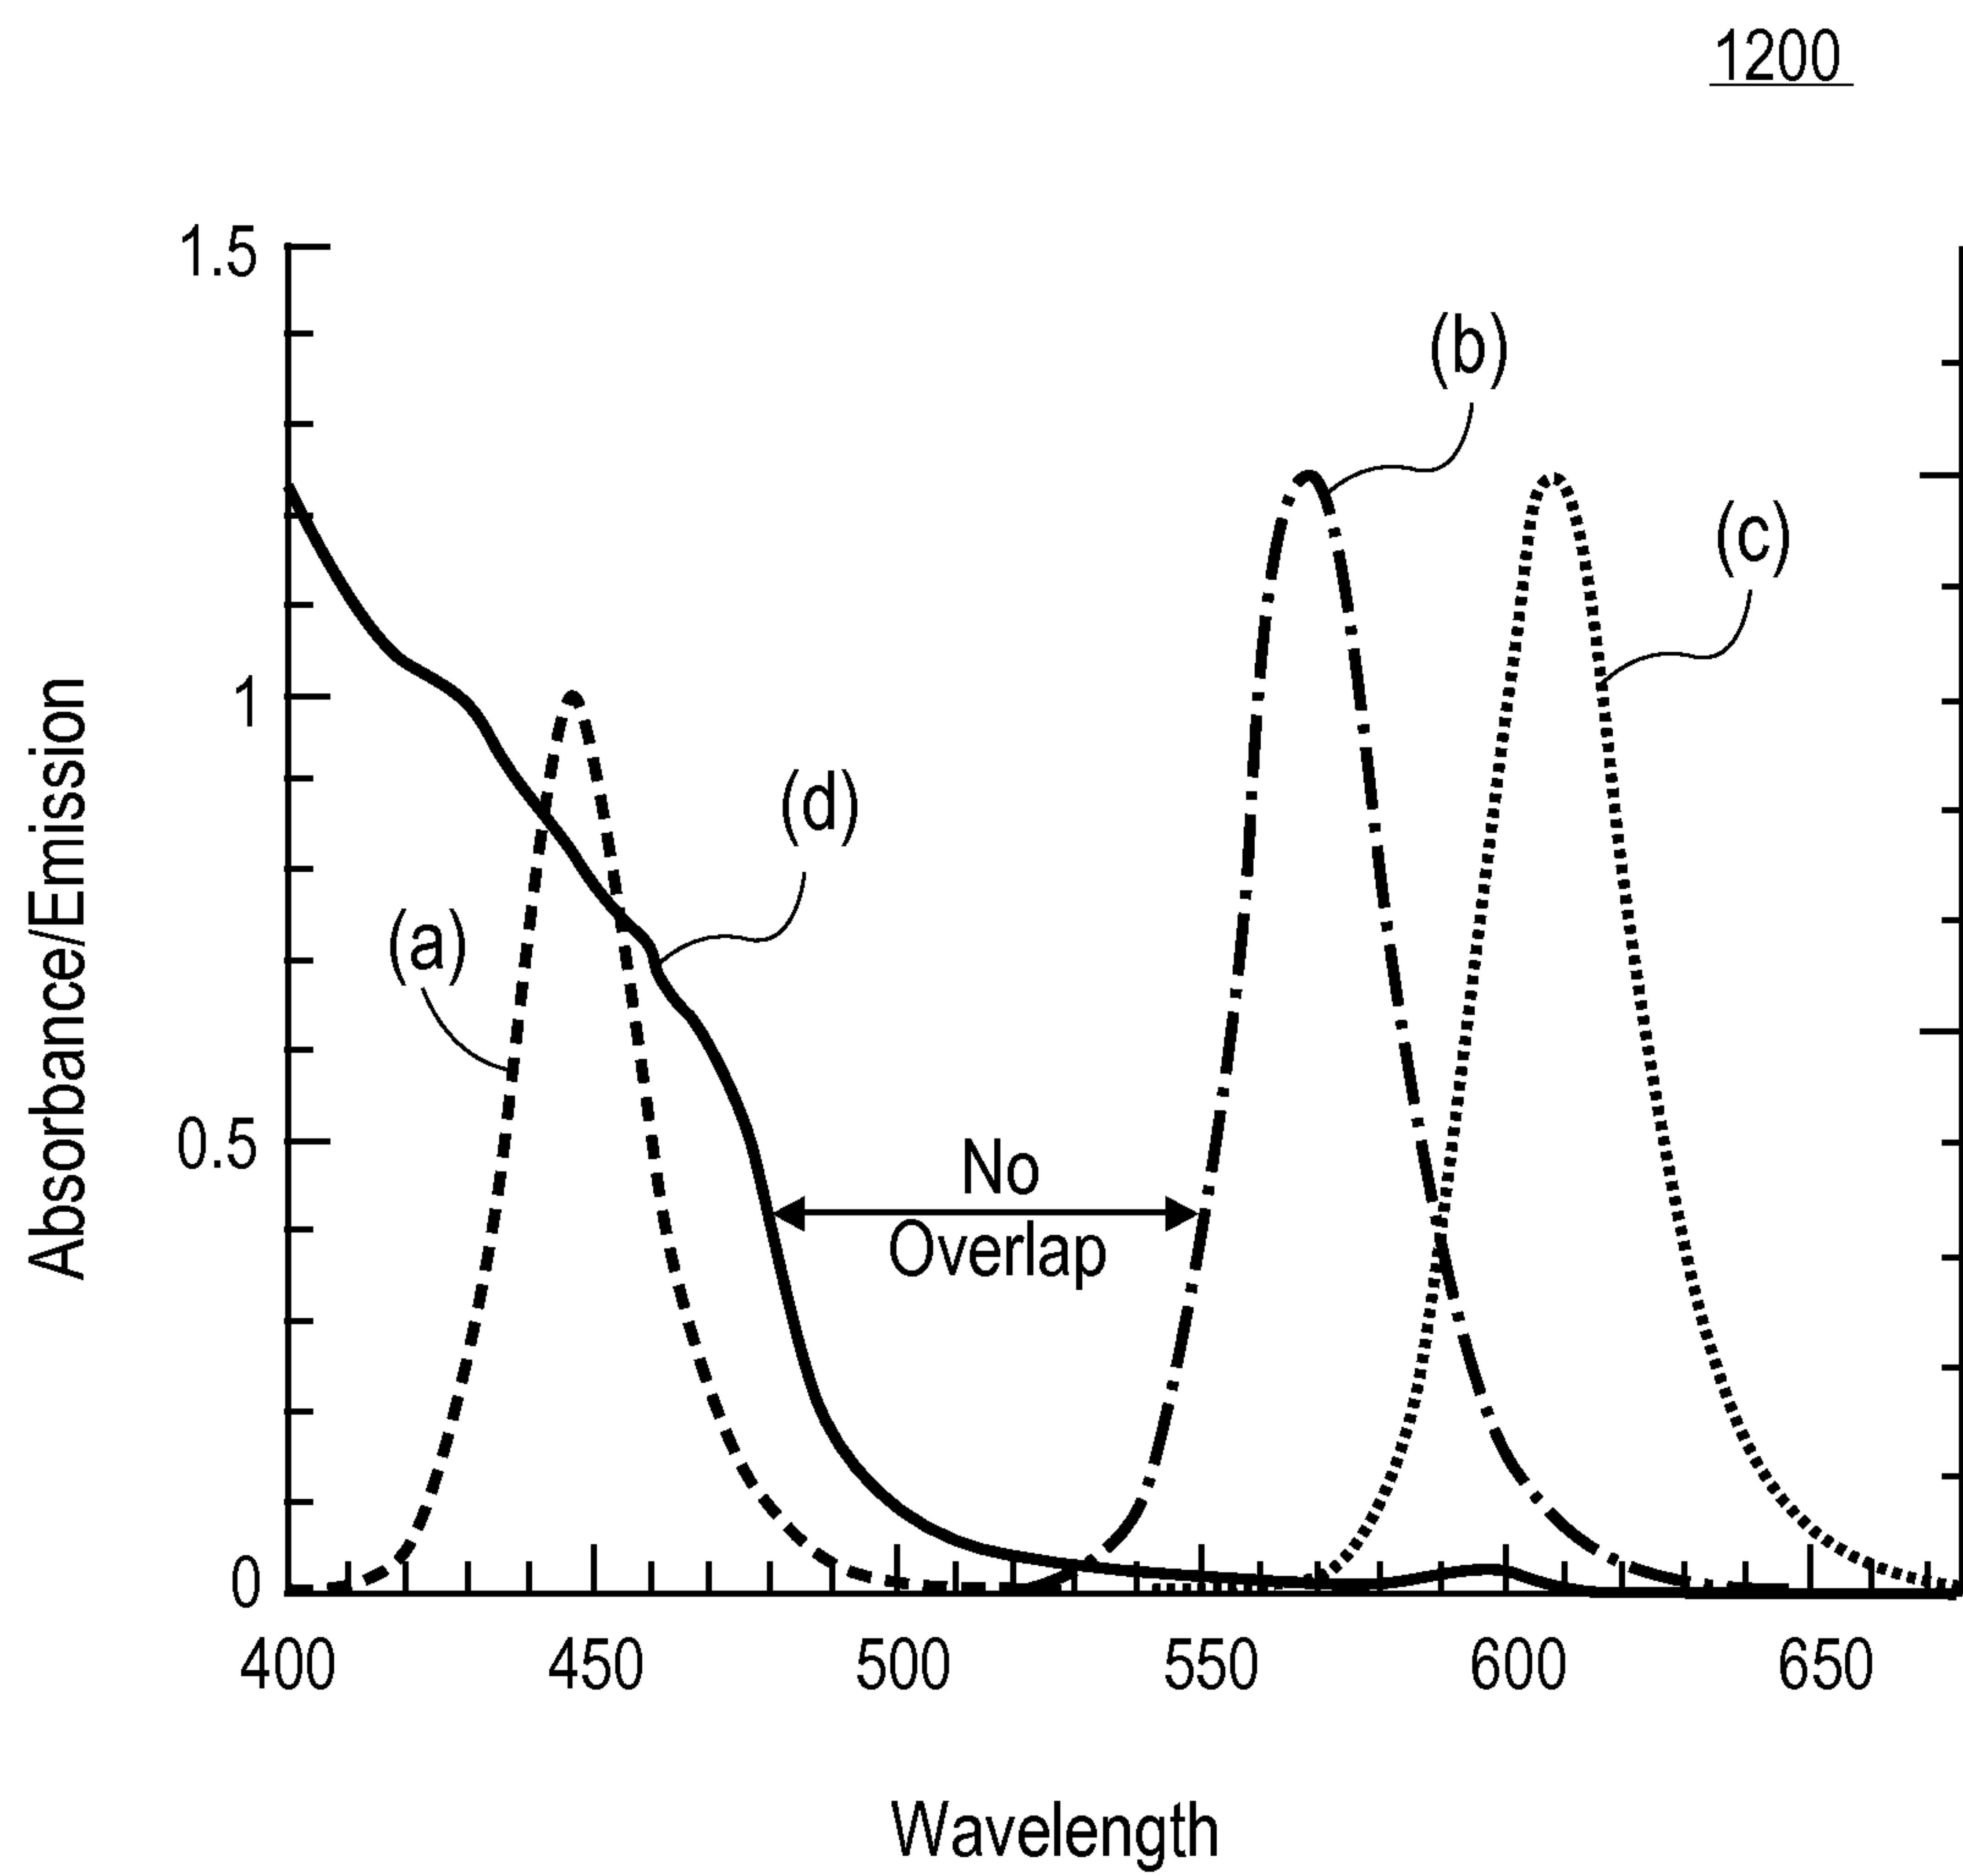 1200
1.5
(b)
(c)
1
(d)
(a)
Absorbance/Emission
0.5
No
Overlap
0
400 450 500 550 600 650
Wavelength